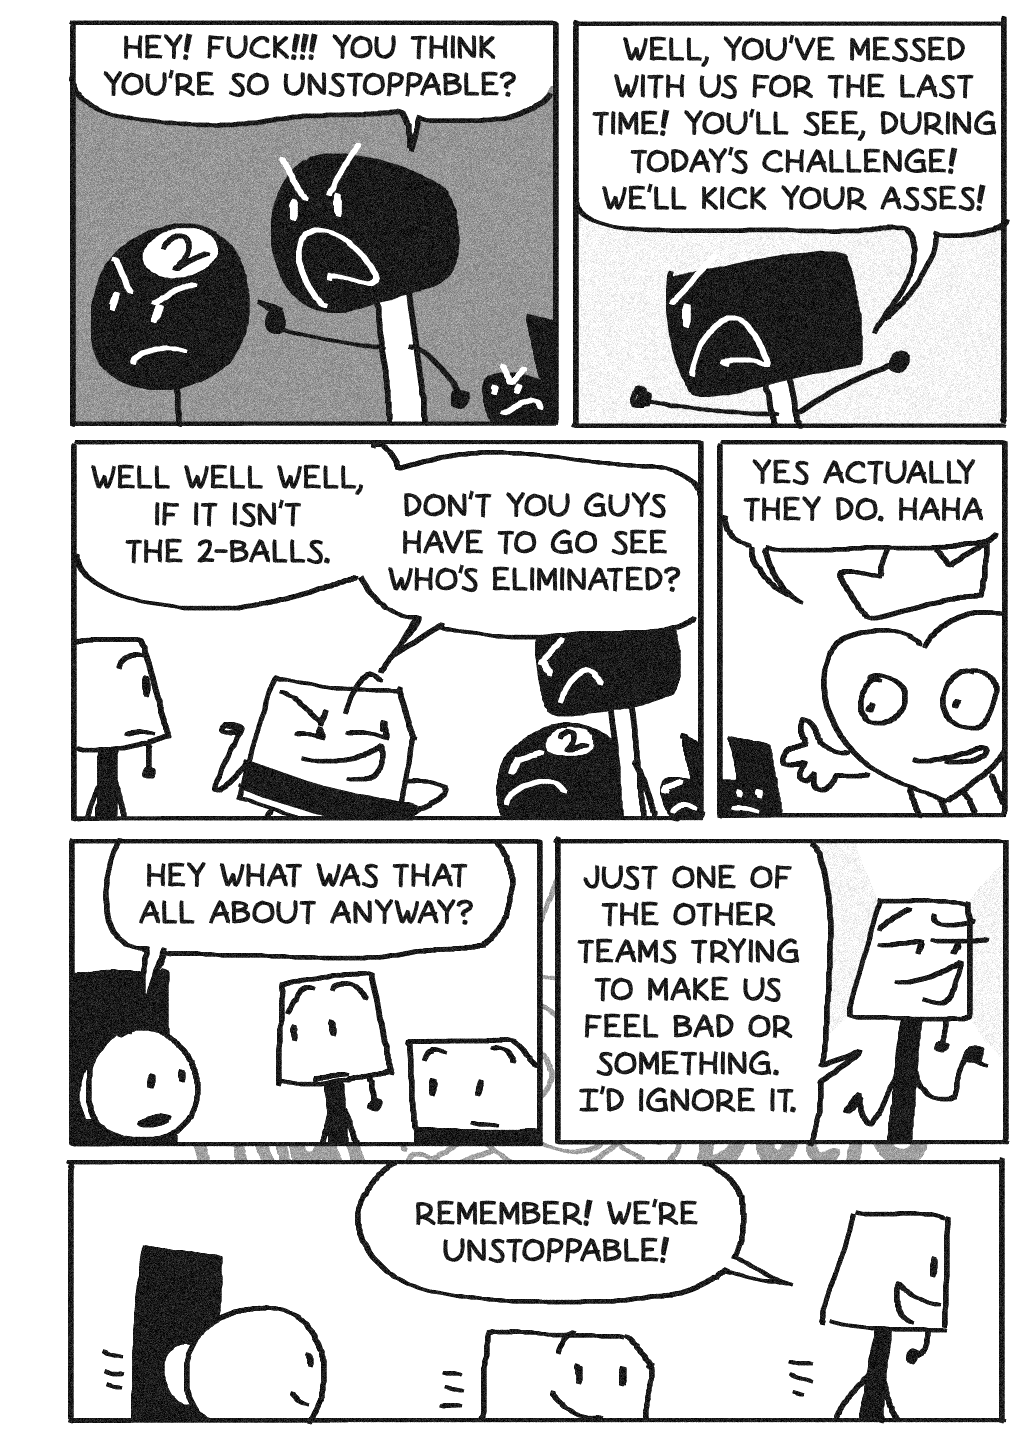 HEY! FUCK!!! YOU THINK
YOU'RE SO UNSTOPPABLE?
2
WELL, YOU'VE MESSED
WITH US FOR THE LAST
TIME! YOU'LL SEE, DURING
TODAY'S CHALLENGE!
WE'LL KICK YOUR ASSES!
WELL WELL WELL,
IF IT ISN'T
THE 2-BALLS.
DON'T YOU GUYS
HAVE TO GO SEE
WHO'S ELIMINATED?
2
YES ACTUALLY
THEY DO. HAHA
HEY WHAT WAS THAT
ALL ABOUT ANYWAY?
JUST ONE OF
THE OTHER
TEAMS TRYING
TO MAKE US
FEEL BAD OR
SOMETHING.
I'D IGNORE IT.
REMEMBER! WE'RE
UNSTOPPABLE!